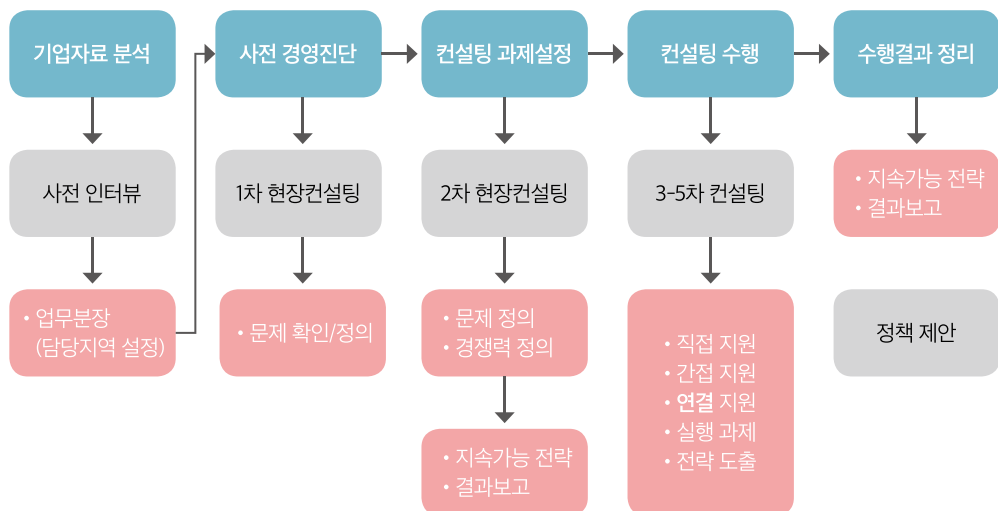 기업자료 분석
사전 경영진단
컨설팅 과제설정
컨설팅 수행
수행결과 정리
사전 인터뷰
1차 현장컨설팅
2차 현장컨설팅
3-5차 컨설팅
• 지속가능 전략
• 결과보고
• 업무분장
(담당지역 설정)
• 문제 확인/정의
• 문제 정의
• 경쟁력 정의
• 직접 지원
• 간접 지원
• 연결 지원
• 실행 과제
• 전략 도출
정책 제안
• 지속가능 전략
• 결과보고